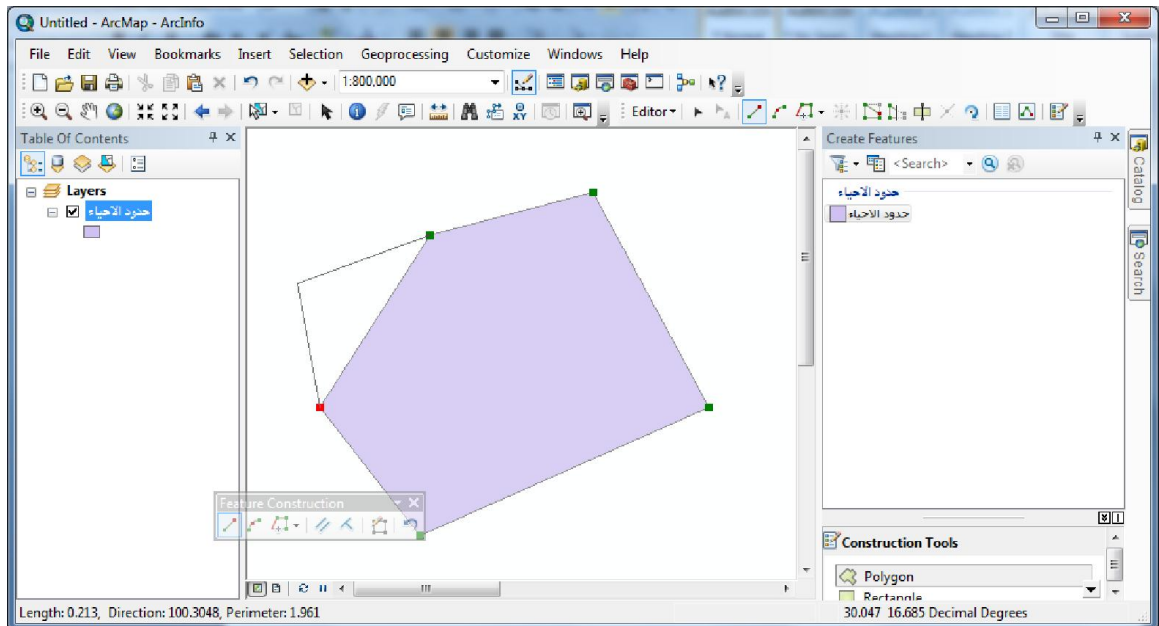 Untitled - ArcMap - ArcInfo
File Edit View Bookmarks Insert Selection Geoprocessing Customize Windows Help
1:800,000
Editor
Table Of Contents
Layers
حدود الاحياء
Create Features
<Search>
حدود الاحياء
حدود الاحياء
Catalog
Search
Feature Construction
Construction Tools
Polygon
Rectangle
Length: 0.213, Direction: 100.3048, Perimeter: 1.961
30.047 16.685 Decimal Degrees